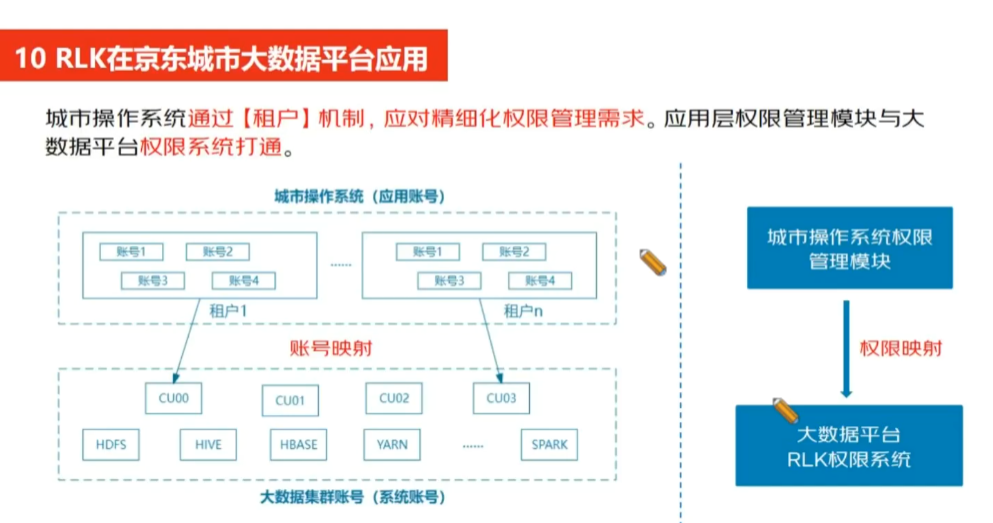 10 RLK在京东城市大数据平台应用
城市操作系统通过【租户】机制，应对精细化权限管理需求。应用层权限管理模块与大
数据平台权限系统打通。
城市操作系统（应用账号）
账号1
账号2
账号3
账号4
租户1
……
账号1
账号2
账号3
账号4
租户n
账号映射
CU00
CU01
CU02
CU03
HDFS
HIVE
HBASE
YARN
……
SPARK
大数据集群账号（系统账号）
城市操作系统权限
管理模块
权限映射
大数据平台
RLK权限系统